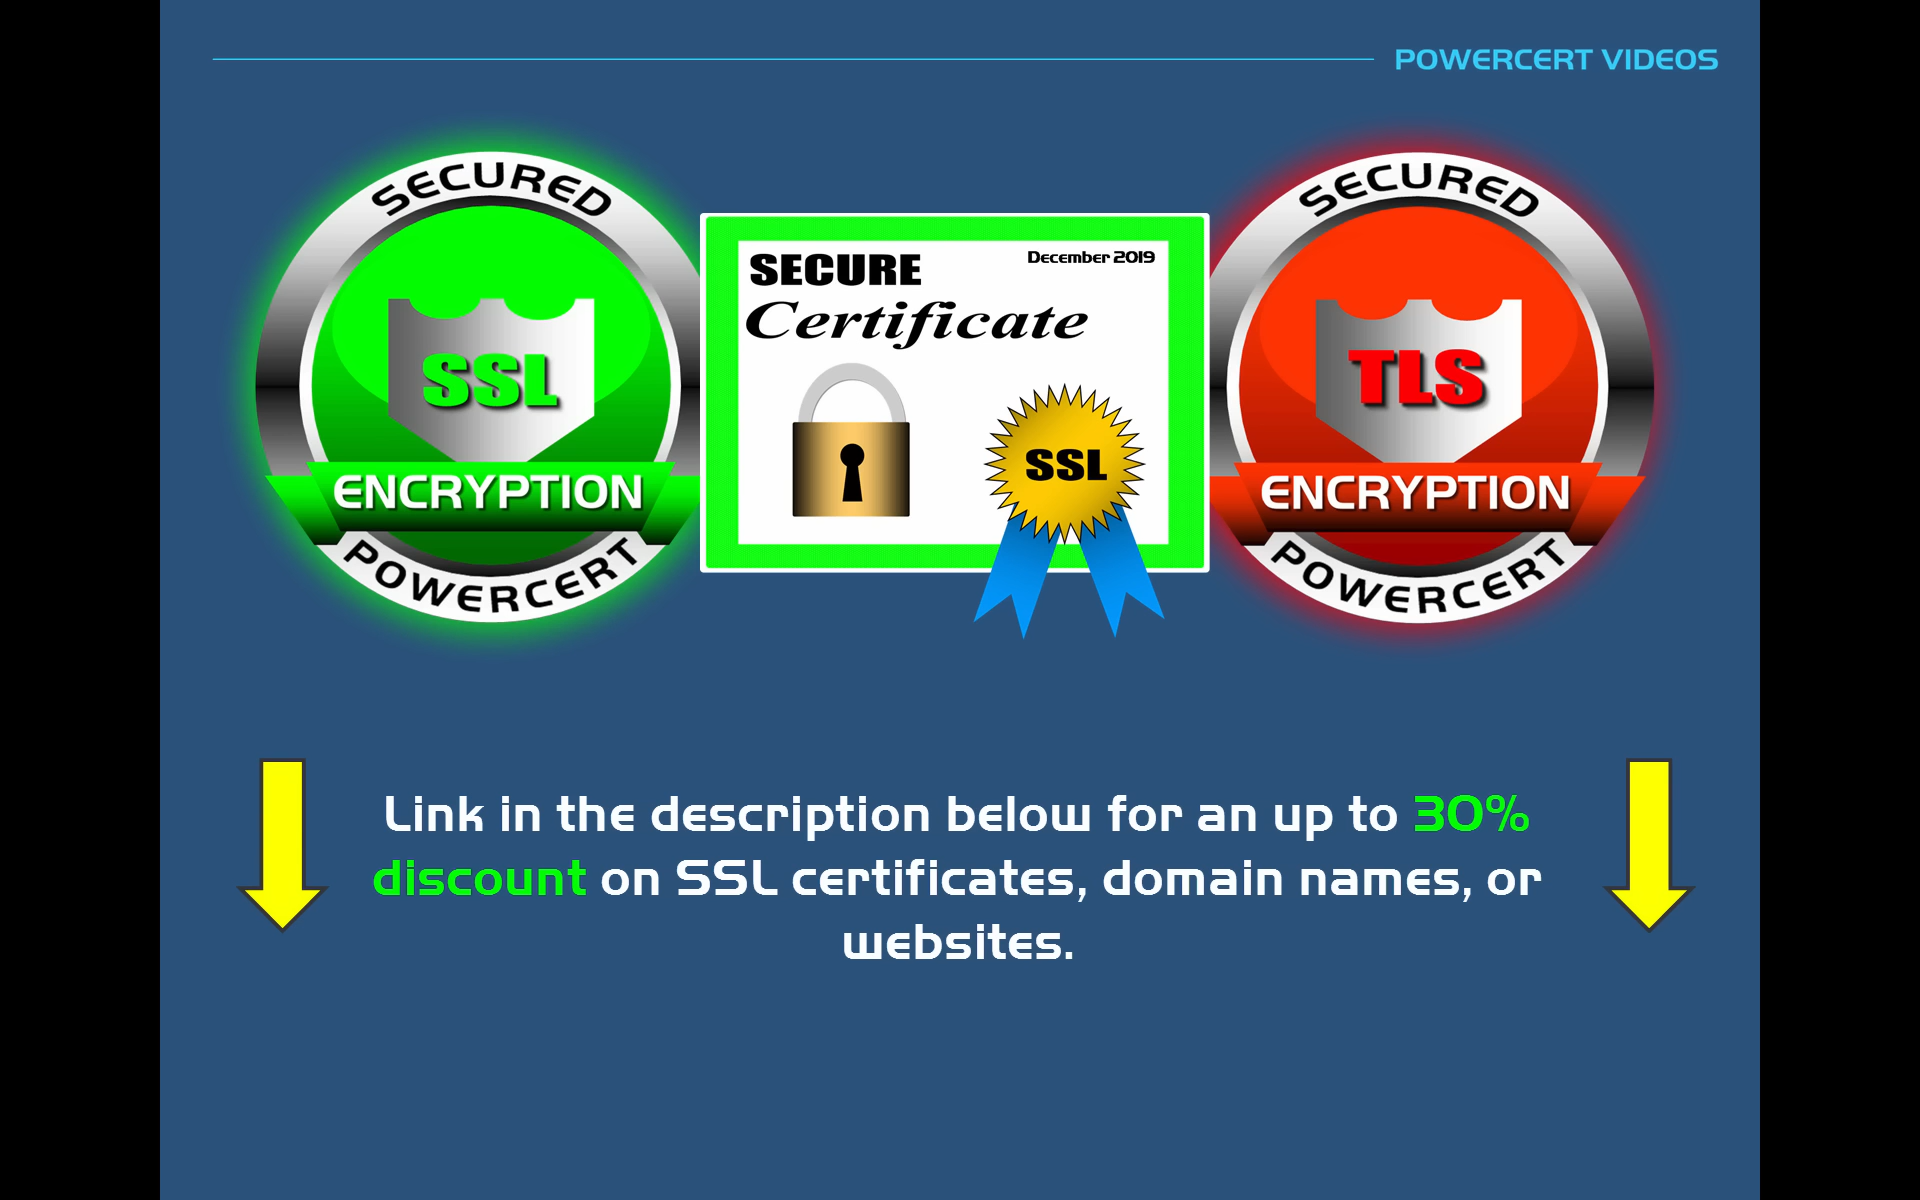 POWERCERT VIDEOS
SECURED
SSL
ENCRYPTION
POWERCERT
SECURE
December 2019
Certificate
SSL
SECURED
TLS
ENCRYPTION
POWERCERT
Link in the description below for an up to 30%
discount on SSL certificates, domain names, or
websites.